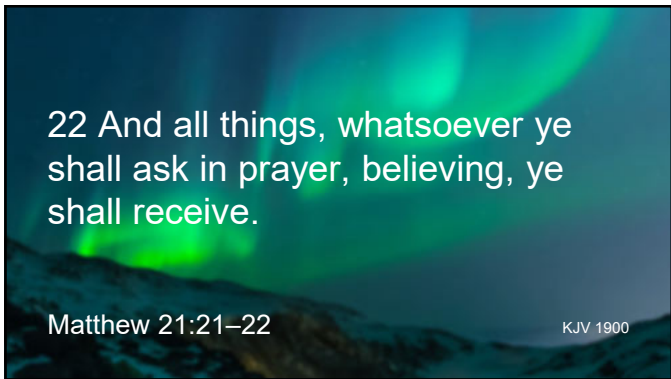 22 And all things, whatsoever ye
shall ask in prayer, believing, ye
shall receive.
Matthew 21:21–22
KJV 1900